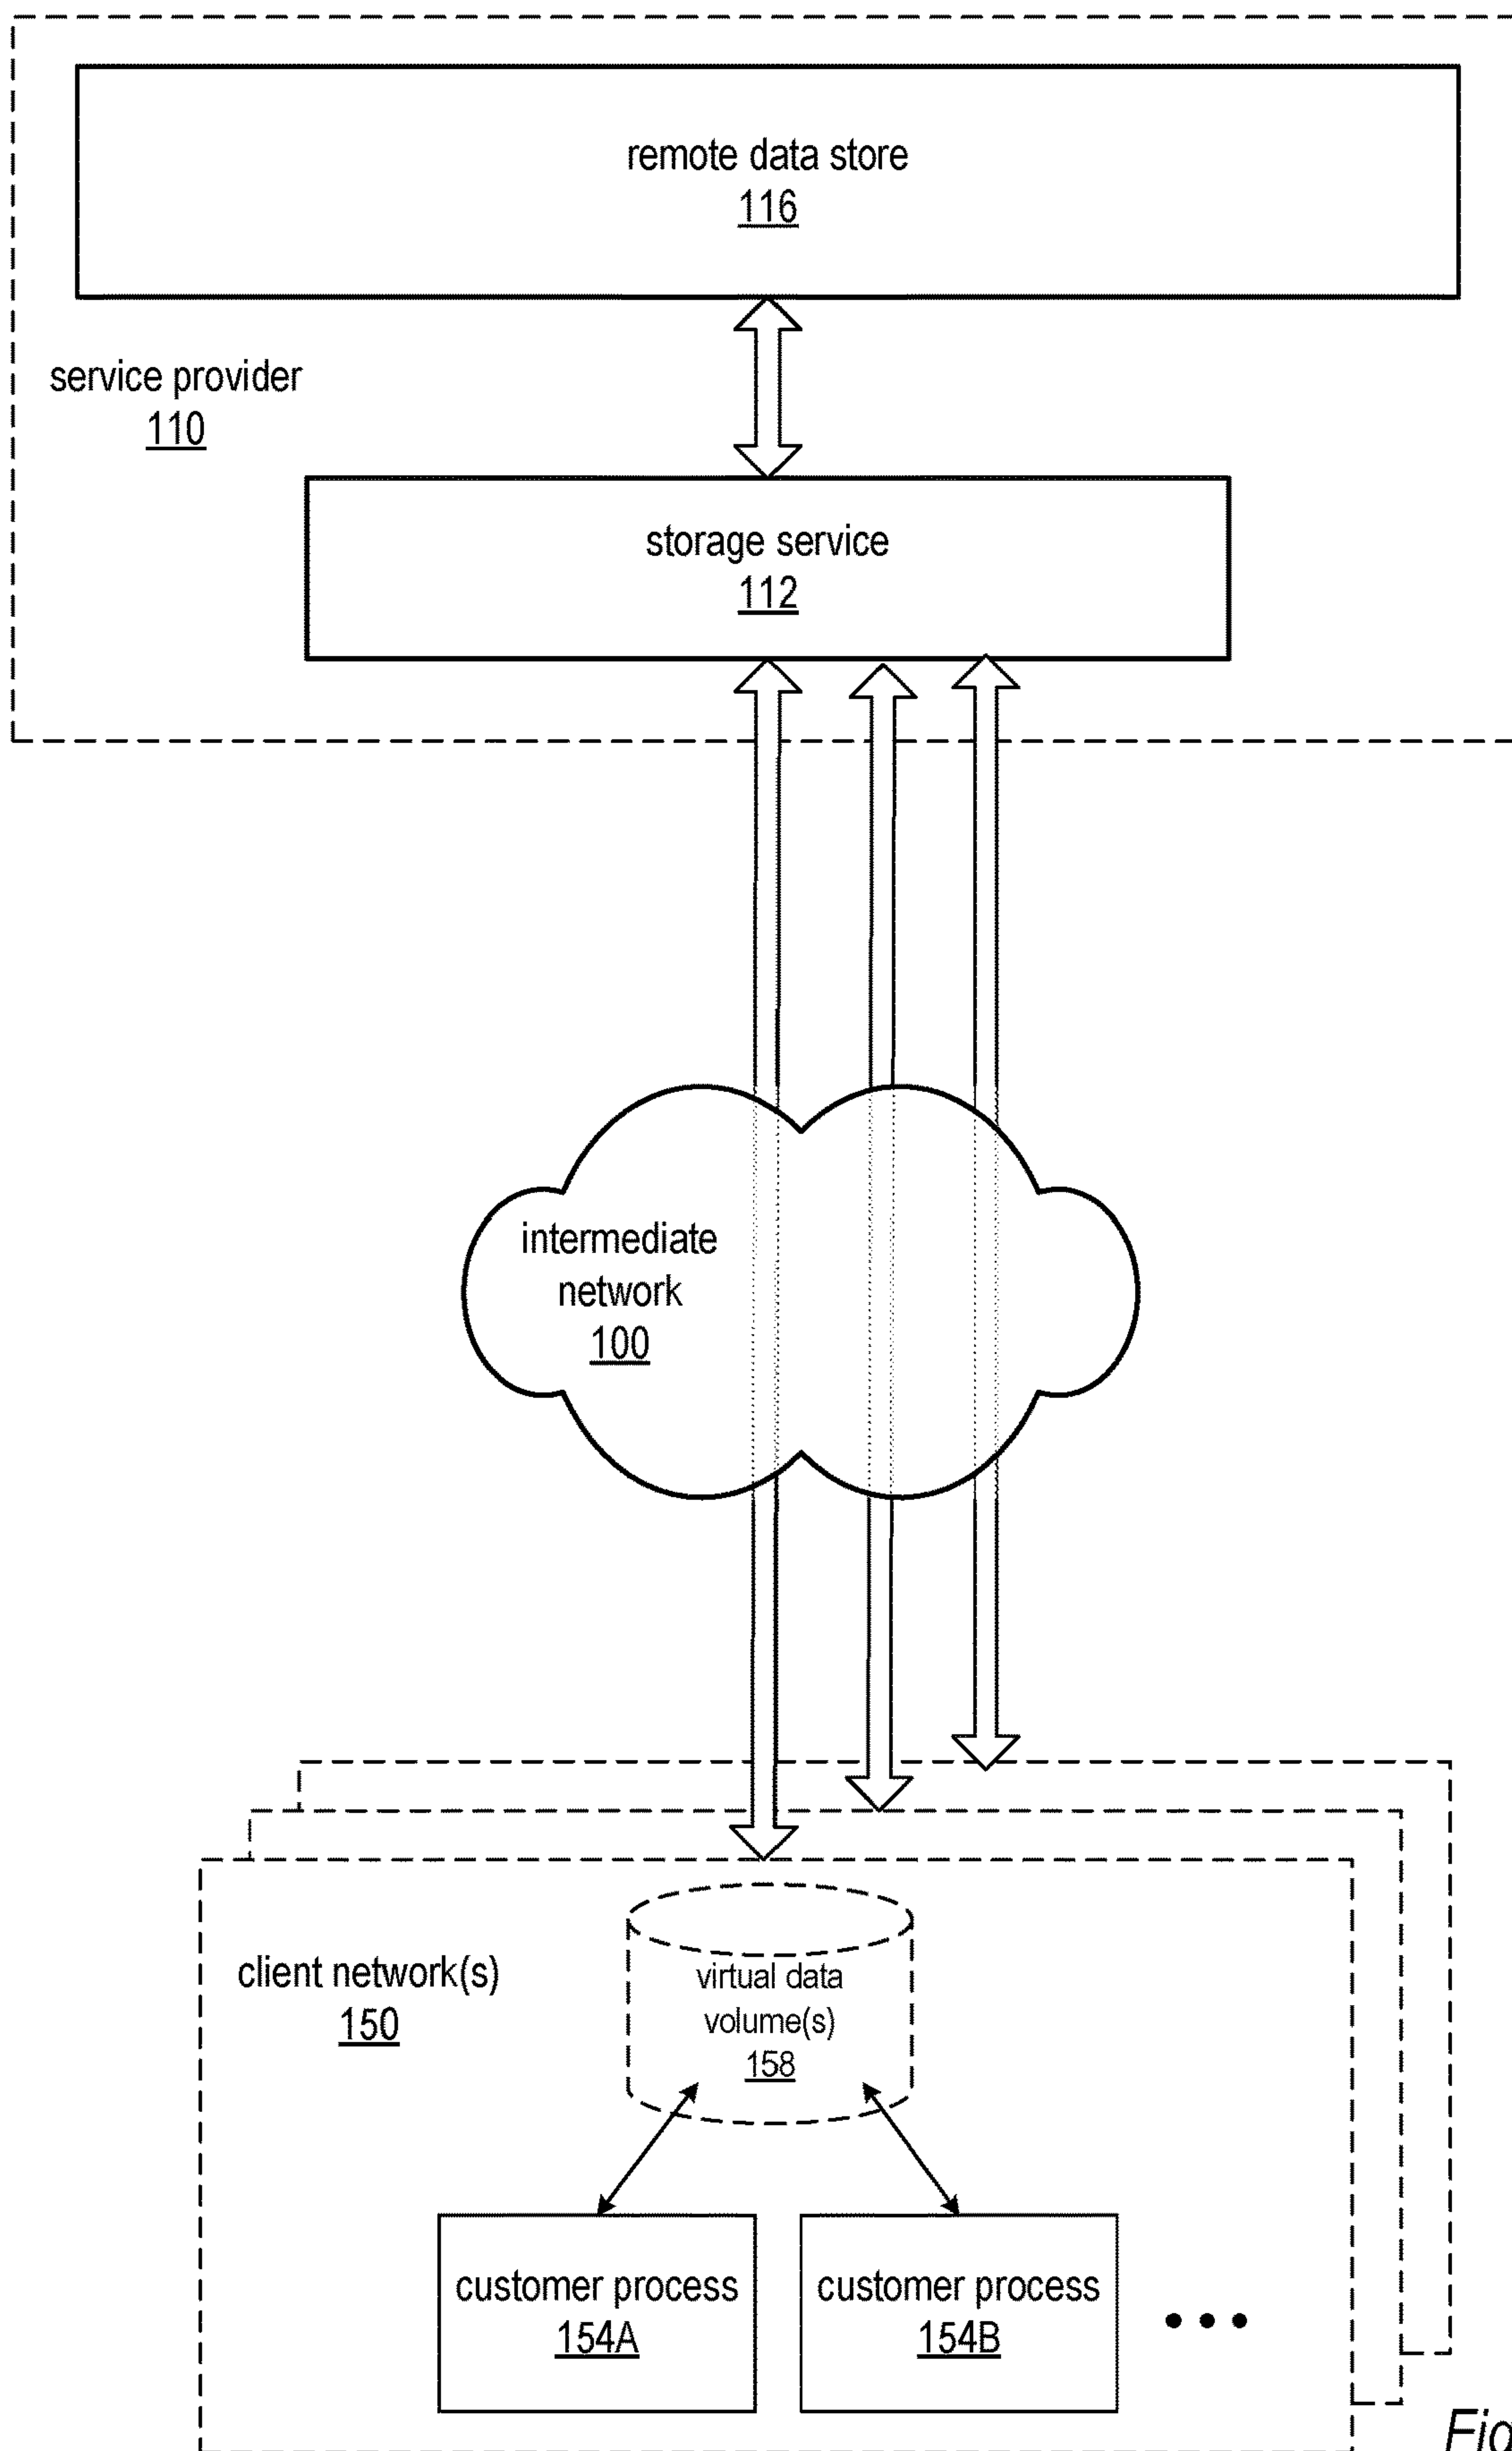 remote data store
116
service provider
110
storage service
112
intermediate
network
100
client network(s)
150
virtual data
volume(s)
158
customer process
154A
customer process
154B